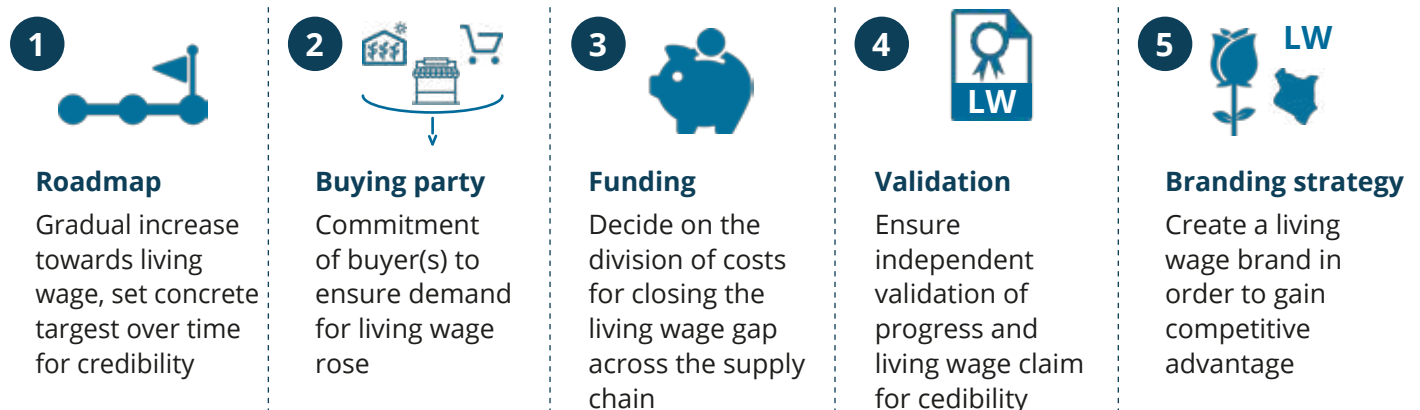 1
Roadmap
Gradual increase
towards living
wage, set concrete
targest over time
for credibility
2
Buying party
Commitment
of buyer(s) to
ensure demand
for living wage
rose
3
Funding
Decide on the
division of costs
for closing the
living wage gap
across the supply
chain
4
LW
Validation
Ensure
independent
validation of
progress and
living wage claim
for cedibility
5
LW
Branding strategy
Create a living
wage brand in
order to gain
competitive
advantage